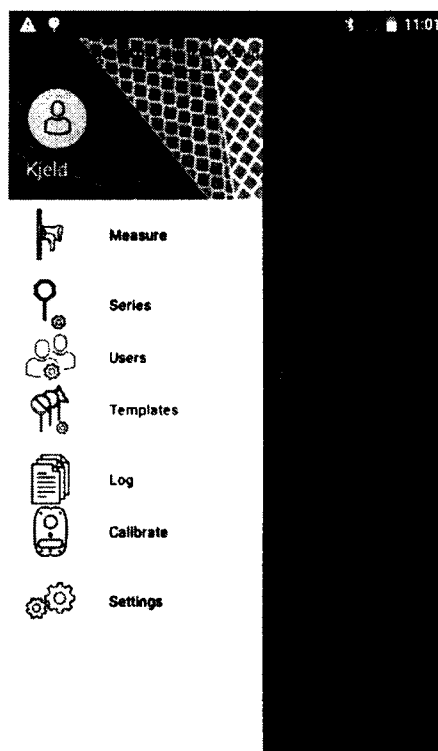 11:01
Kjeld
Measure
Series
Users
Templates
Log
Calibrate
Settings